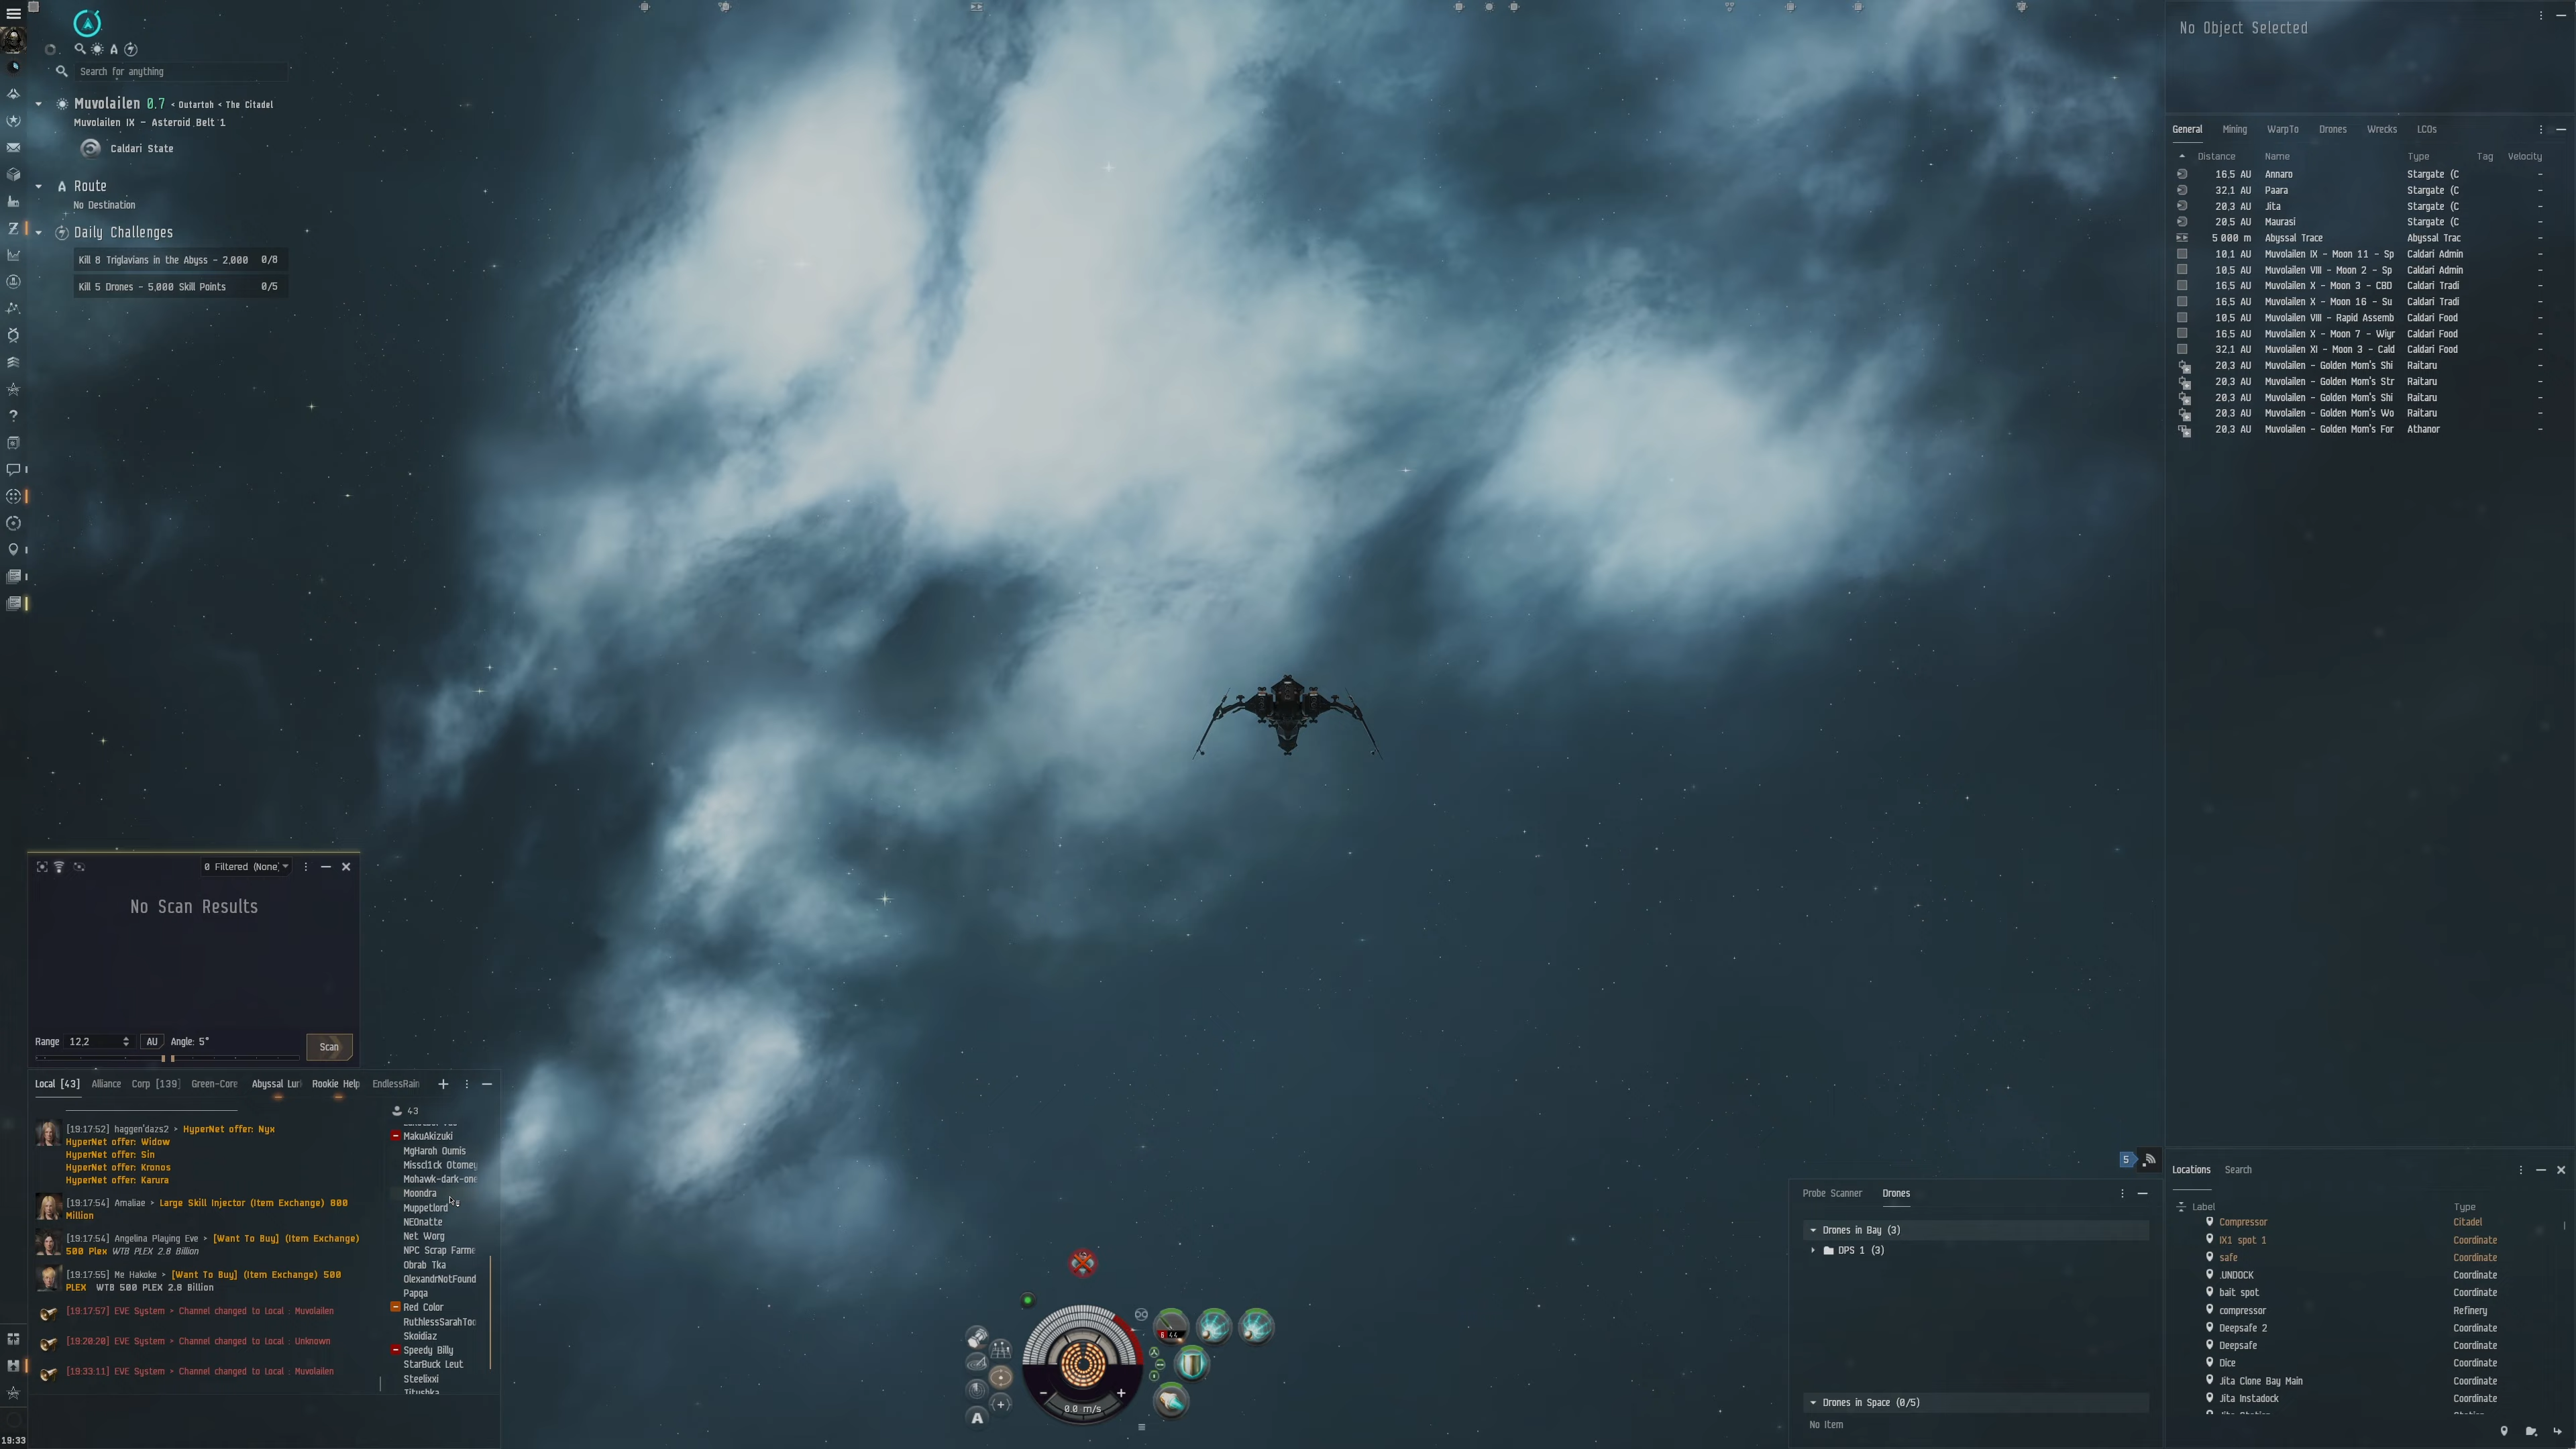 Search for anything
Muvolailen 0.7 < Outartoh < The Citadel
Muvolailen IX - Asteroid Belt 1
Caldari State
A Route
No Destination
Daily Challenges
Kill 8 Triglavians in the Abyss - 2,000 0/8
Kill 5 Drones - 5,000 Skill Points 0/5
No Object Selected
General Mining WarpTo Drones Wrecks LCOs
Distance Name Type Tag Velocity
16,5 AU Annaro Stargate (C -
32,1 AU Paara Stargate (C -
20,3 AU Jita Stargate (C -
20,5 AU Maurasi Stargate (C -
5 000 m Abyssal Trace Abyssal Trac -
10,1 AU Muvolailen IX - Moon 11 - Sp Caldari Admin -
10,5 AU Muvolailen VIII - Moon 2 - Sp Caldari Admin -
16,5 AU Muvolailen X - Moon 3 - CBD Caldari Tradi -
16,5 AU Muvolailen X - Moon 16 - Su Caldari Tradi -
10,5 AU Muvolailen VIII - Rapid Assemb Caldari Food -
16,5 AU Muvolailen X - Moon 7 - Wiyr Caldari Food -
32,1 AU Muvolailen XI - Moon 3 - Cald Caldari Food -
20,3 AU Muvolailen - Golden Mom's Shi Raitaru -
20,3 AU Muvolailen - Golden Mom's Str Raitaru -
20,3 AU Muvolailen - Golden Mom's Shi Raitaru -
20,3 AU Muvolailen - Golden Mom's Wo Raitaru -
20,3 AU Muvolailen - Golden Mom's For Athanor -
0 Filtered (None)
No Scan Results
Range 12,2 AU Angle: 5°
Scan
Local [43] Alliance Corp [139] Green-Core Abyssal Lur Rookie Help EndlessRain
[19:17:52] haggen'dazs2 > HyperNet offer: Nyx
HyperNet offer: Widow
HyperNet offer: Sin
HyperNet offer: Kronos
HyperNet offer: Karura
[19:17:54] Amaliae > Large Skill Injector (Item Exchange) 800
Million
[19:17:54] Angelina Playing Eve > [Want To Buy] (Item Exchange)
500 Plex WTB PLEX 2.8 Billion
[19:17:55] Me Hakoke > [Want To Buy] (Item Exchange) 500
PLEX WTB 500 PLEX 2.8 Billion
[19:17:57] EVE System > Channel changed to Local : Muvolailen
[19:20:20] EVE System > Channel changed to Local : Unknown
[19:33:11] EVE System > Channel changed to Local : Muvolailen
43
MakuAkizuki
MgHaroh Oumis
Misscl1ck Otomey
Mohawk-dark-one
Moondra
Muppetlord
NEOnatte
Net Worg
NPC Scrap Farme
Obrab Tka
OlexandrNotFound
Papqa
Red Color
RuthlessSarahToo
Skoidiaz
Speedy Billy
StarBuck Leut
Steelixxi
Titushka
19:33
0.0 m/s
A
5
Probe Scanner Drones
Drones in Bay (3)
DPS 1 (3)
Drones in Space (0/5)
No Item
Locations Search
Label Type
Compressor Citadel
IX1 spot 1 Coordinate
safe Coordinate
.UNDOCK Coordinate
bait spot Coordinate
compressor Refinery
Deepsafe 2 Coordinate
Deepsafe Coordinate
Dice Coordinate
Jita Clone Bay Main Coordinate
Jita Instadock Coordinate